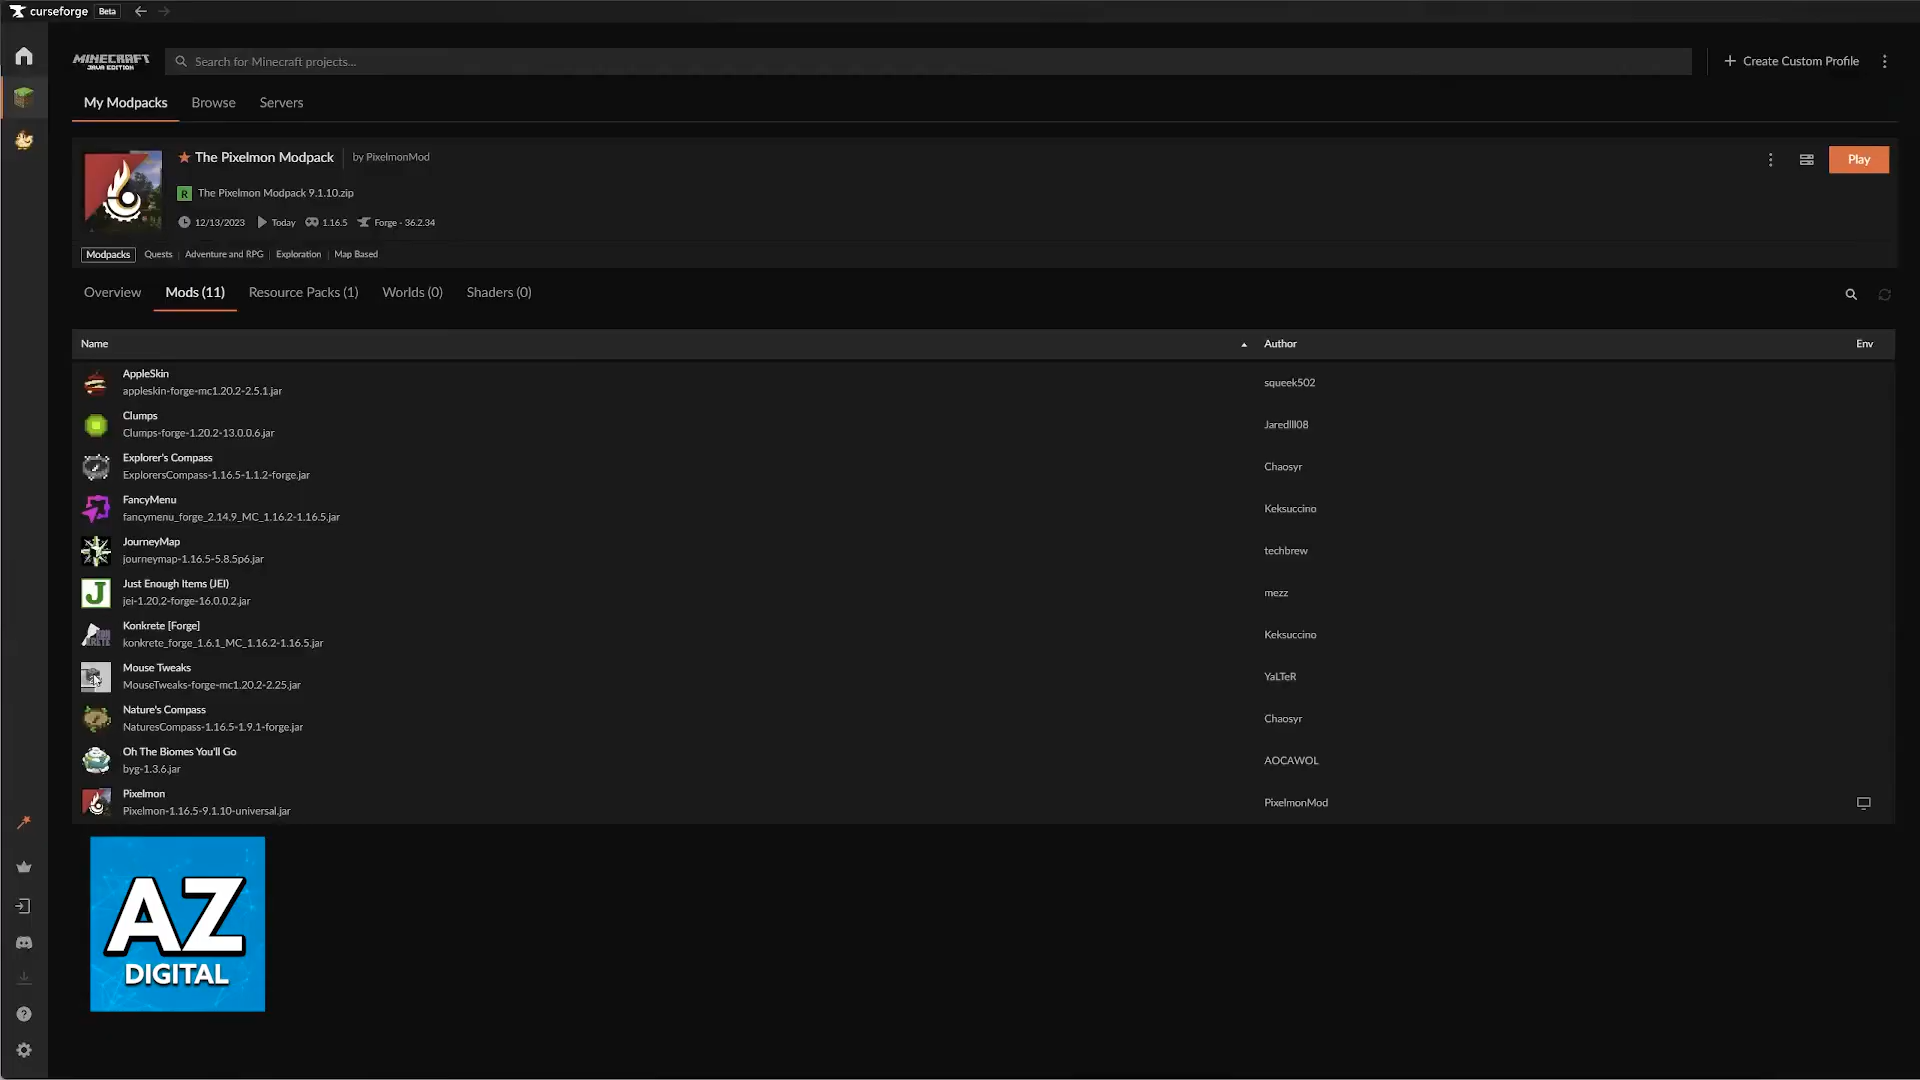 curseforge Beta
MINECRAFT
JAVA EDITION
Search for Minecraft projects...
Create Custom Profile
My Modpacks Browse Servers
The Pixelmon Modpack by PixelmonMod
Play
R The Pixelmon Modpack 9.1.10.zip
12/13/2023 Today 1.16.5 Forge - 36.2.34
Modpacks Quests Adventure and RPG Exploration Map Based
Overview Mods (11) Resource Packs (1) Worlds (0) Shaders (0)
Name Author Env
AppleSkin
appleskin-forge-mc1.20.2-2.5.1.jar
squeek502
Clumps
Clumps-forge-1.20.2-13.0.0.6.jar
Jaredlll08
Explorer's Compass
ExplorersCompass-1.16.5-1.1.2-forge.jar
Chaosyr
FancyMenu
fancymenu_forge_2.14.9_MC_1.16.2-1.16.5.jar
Keksuccino
JourneyMap
journeymap-1.16.5-5.8.5p6.jar
techbrew
J
Just Enough Items (JEI)
jei-1.20.2-forge-16.0.0.2.jar
mezz
Konkrete [Forge]
konkrete_forge_1.6.1_MC_1.16.2-1.16.5.jar
Keksuccino
Mouse Tweaks
MouseTweaks-forge-mc1.20.2-2.25.jar
YaLTeR
Nature's Compass
NaturesCompass-1.16.5-1.9.1-forge.jar
Chaosyr
Oh The Biomes You'll Go
byg-1.3.6.jar
AOCAWOL
Pixelmon
Pixelmon-1.16.5-9.1.10-universal.jar
PixelmonMod
AZ
DIGITAL